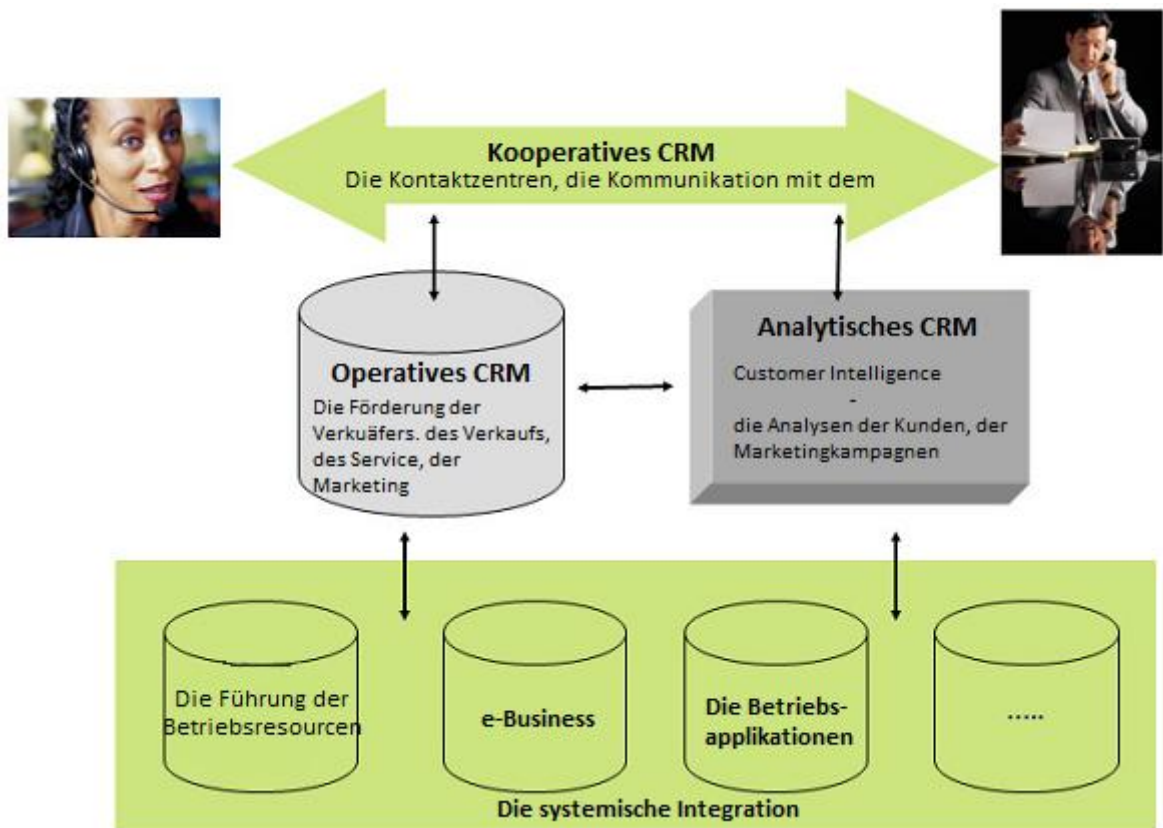 Kooperatives CRM
Die Kontaktzentren, die Kommunikation mit dem
Operatives CRM
Die Förderung der
Verkuäfers. des Verkaufs,
des Service, der
Marketing
Analytisches CRM
Customer Intelligence
-
die Analysen der Kunden, der
Marketingkampagnen
Die Führung der
Betriebsresourcen
e-Business
Die Betriebs-
applikationen
.....
Die systemische Integration